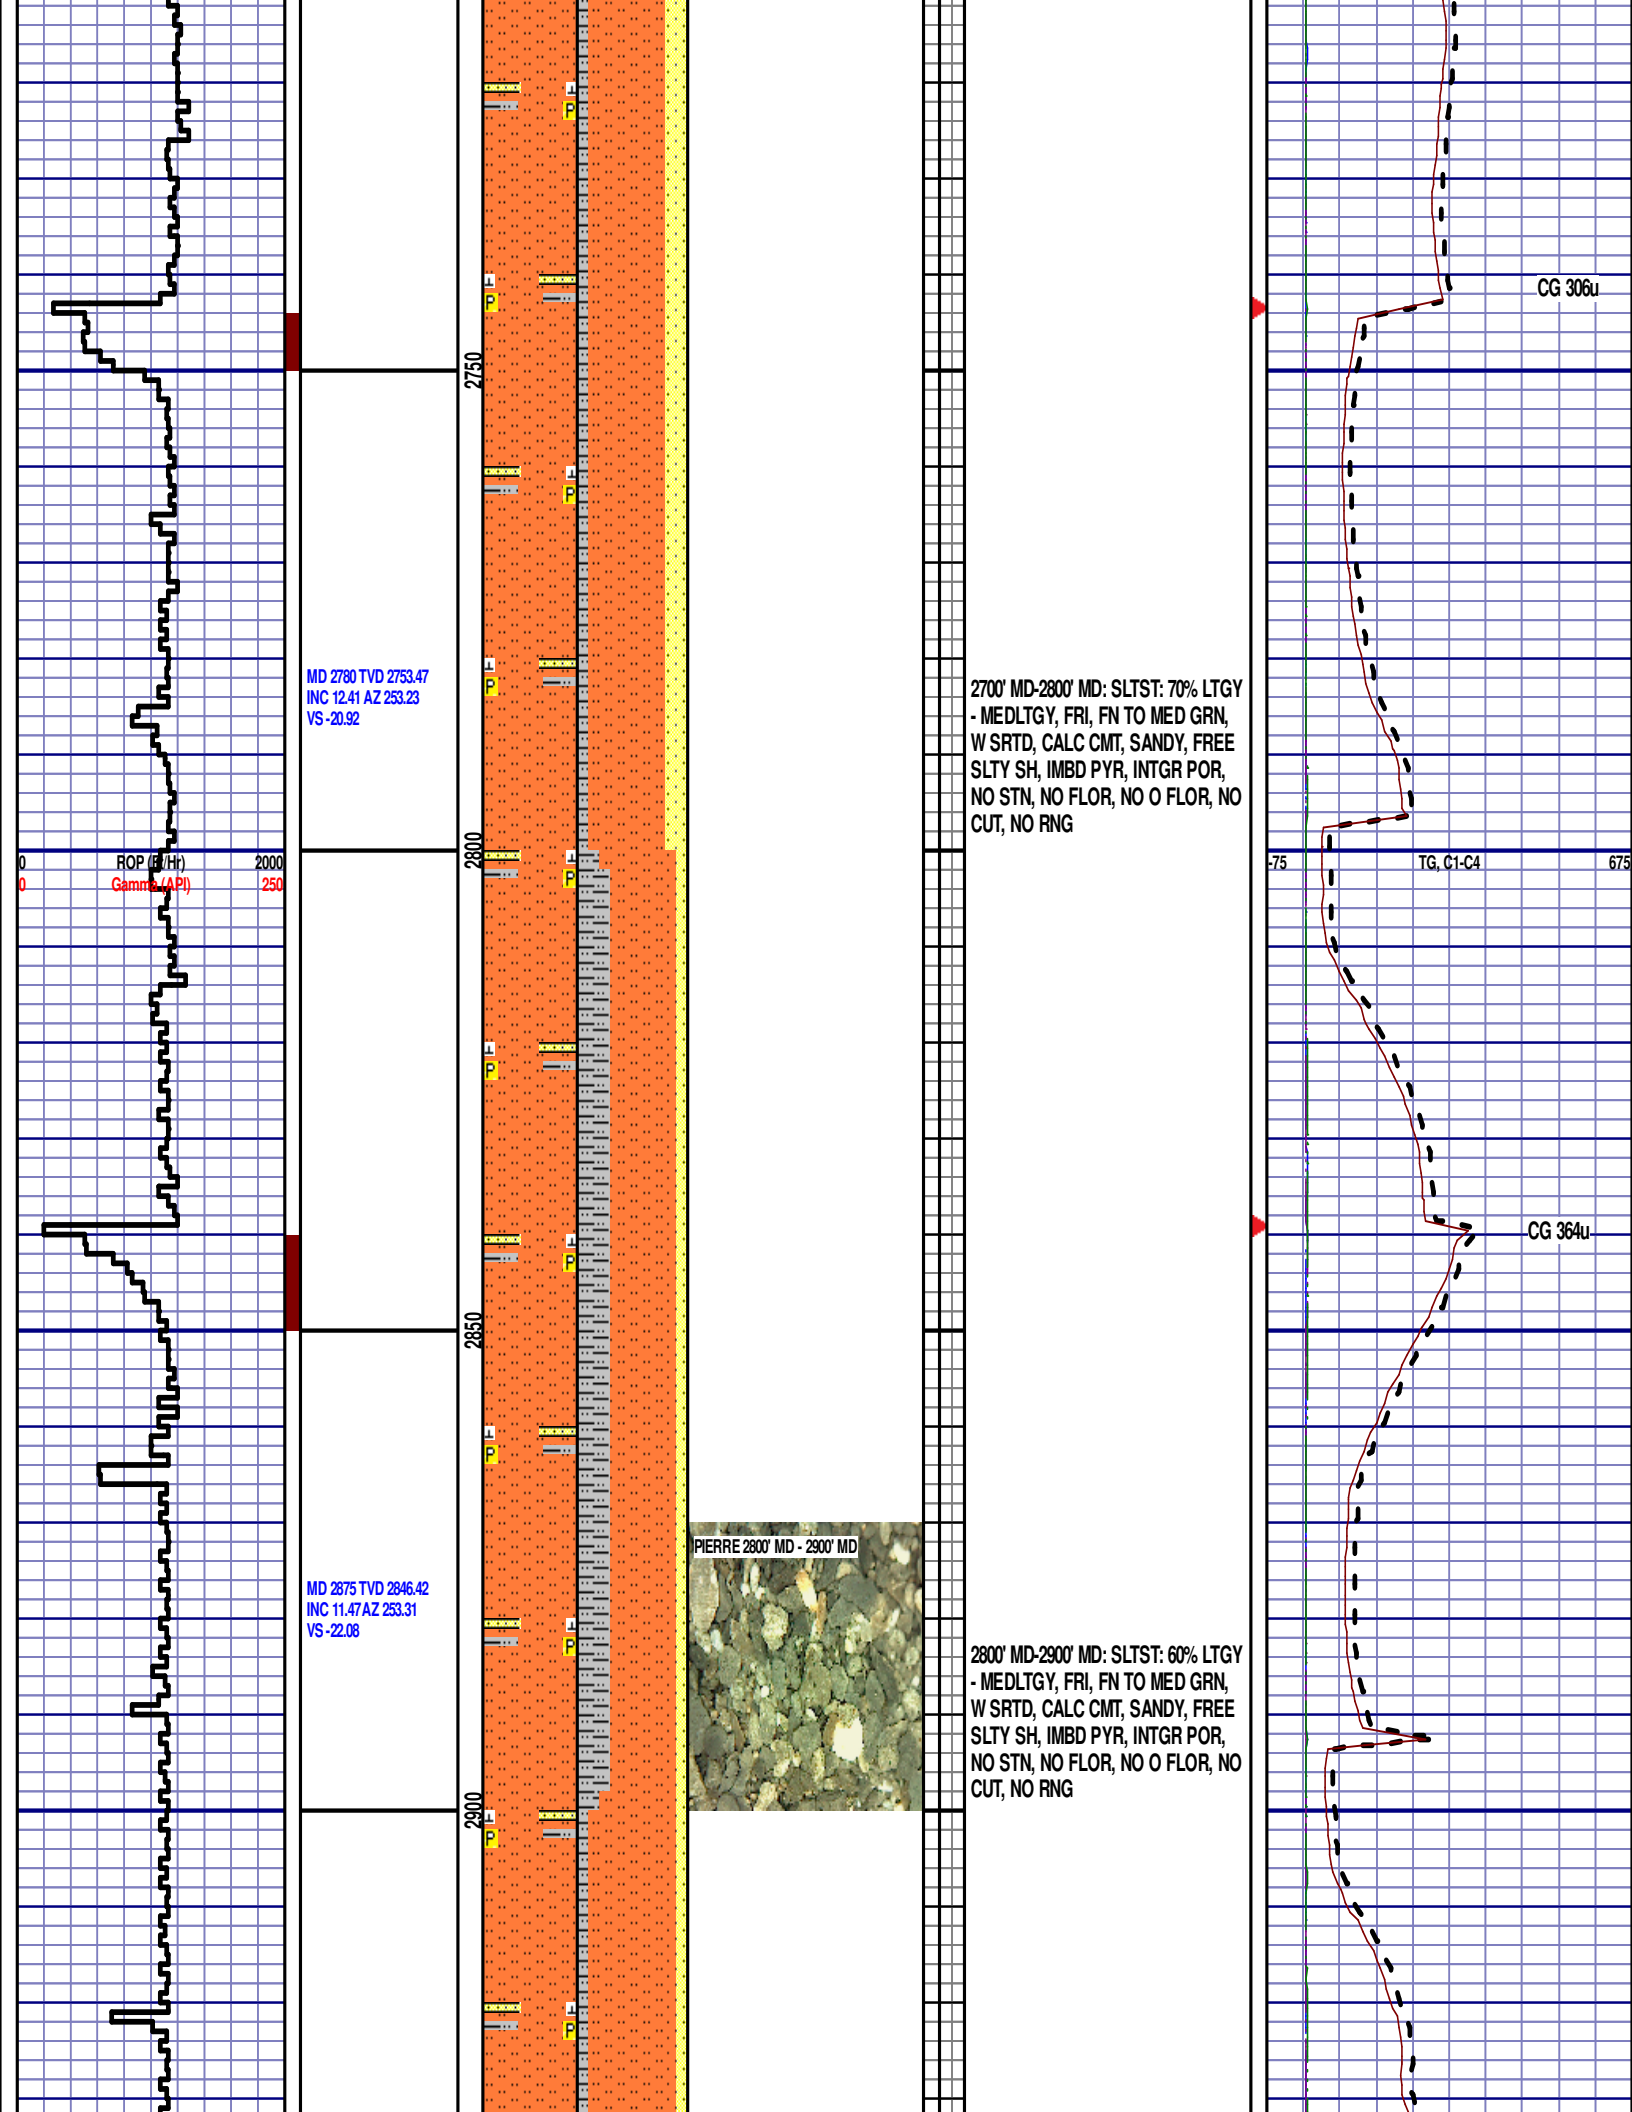 P
CG 306u
P
2750
P
MD 2780 TVD 2753.47
INC 12.41 AZ 253.23
VS -20.92
P
2700' MD-2800' MD: SLTST: 70% LTGY
- MEDLTGY, FRI, FN TO MED GRN,
W SRTD, CALC CMT, SANDY, FREE
SLTY SH, IMBD PYR, INTGR POR,
NO STN, NO FLOR, NO O FLOR, NO
CUT, NO RNG
2800
0 ROP (Ft/Hr) 2000
0 Gamma (API) 250
P
-75 TG, C1-C4 675
P
CG 364u
P
2850
P
PIERRE 2800' MD - 2900' MD
MD 2875 TVD 2846.42
INC 11.47 AZ 253.31
VS -22.08
P
2800' MD-2900' MD: SLTST: 60% LTGY
- MEDLTGY, FRI, FN TO MED GRN,
W SRTD, CALC CMT, SANDY, FREE
SLTY SH, IMBD PYR, INTGR POR,
NO STN, NO FLOR, NO O FLOR, NO
CUT, NO RNG
2900
P
P